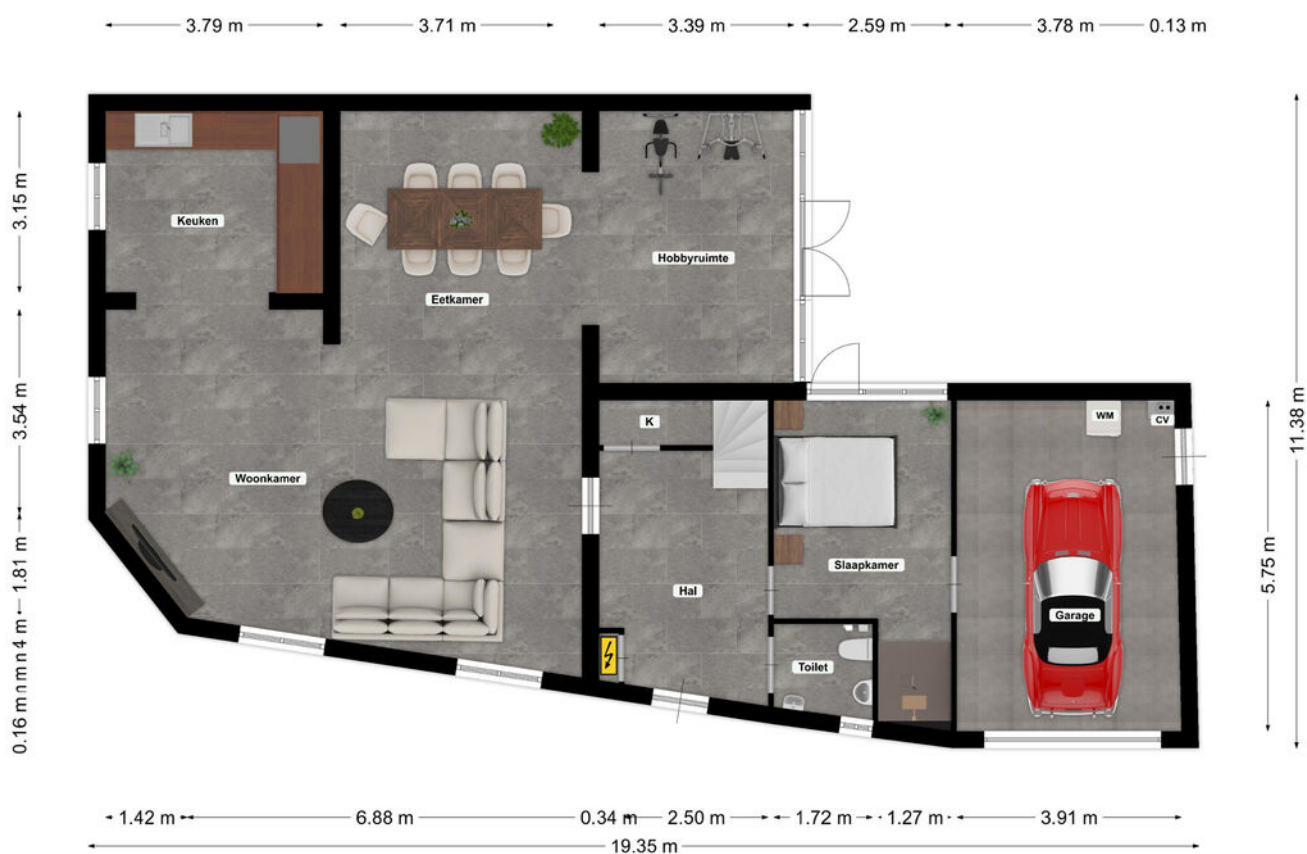 3.79 m
3.71 m
3.39 m
2.59 m
3.78 m
0.13 m
3.15 m
3.54 m
1.81 m
0.16 m
11.38 m
5.75 m
Keuken
Eetkamer
Hobbyruimte
K
WM
CV
Woonkamer
Slaapkamer
Hal
Garage
Toilet
1.42 m
6.88 m
0.34 m
2.50 m
1.72 m
1.27 m
3.91 m
19.35 m